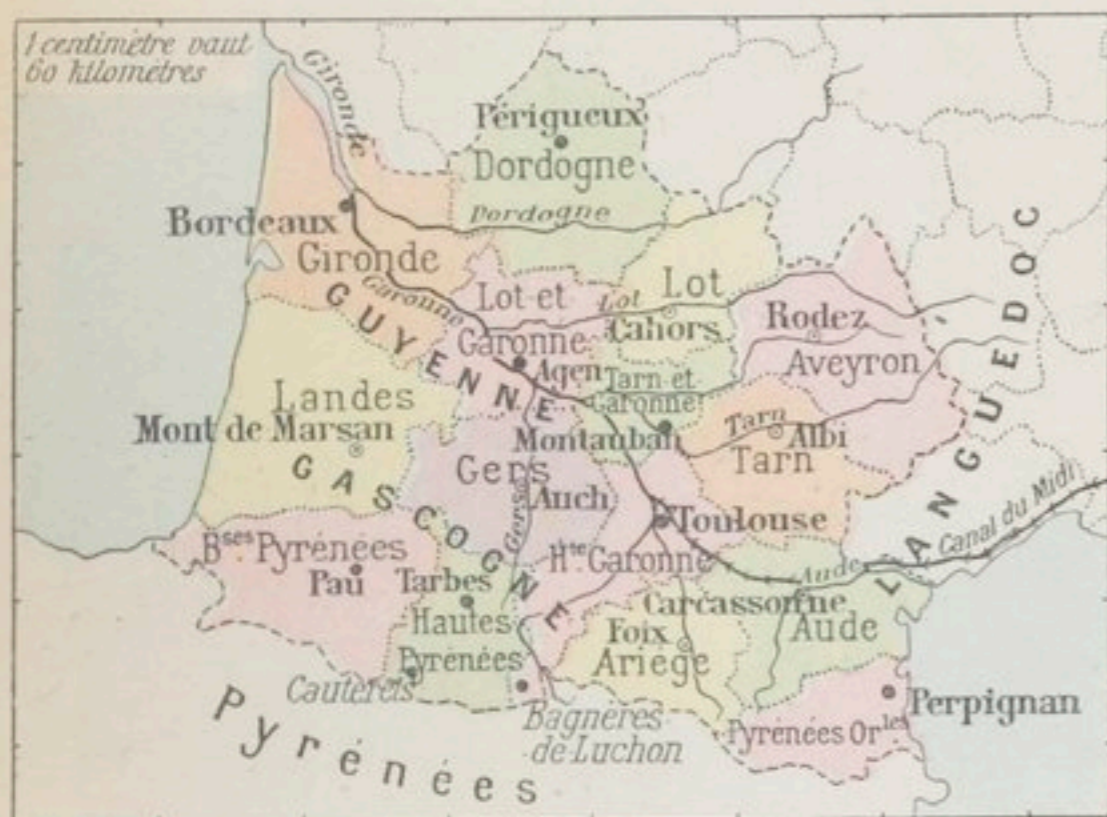 1 centimètre vaut
60 kilomètres
Gironde
Périgueux
Dordogne
Dordogne
Bordeaux
Gironde
Garonne
Lot et
Garonne
Agen
Lot
Lot
Cahors
Rodez
Aveyron
GUYENNE
LANGUEDOC
Landes
Mont de Marsan
Tarn et
Garonne
Montauban
Tarn
Albi
Tarn
GASCOGNE
Gers
Auch
Gers
Toulouse
Hte Garonne
Canal du Midi
Bses Pyrénées
Pau
Tarbes
Hautes
Pyrénées
Cauterets
Aude
Carcassonne
Aude
Foix
Ariège
Bagnères
de Luchon
Pyrénées Orles
Perpignan
Pyrénées